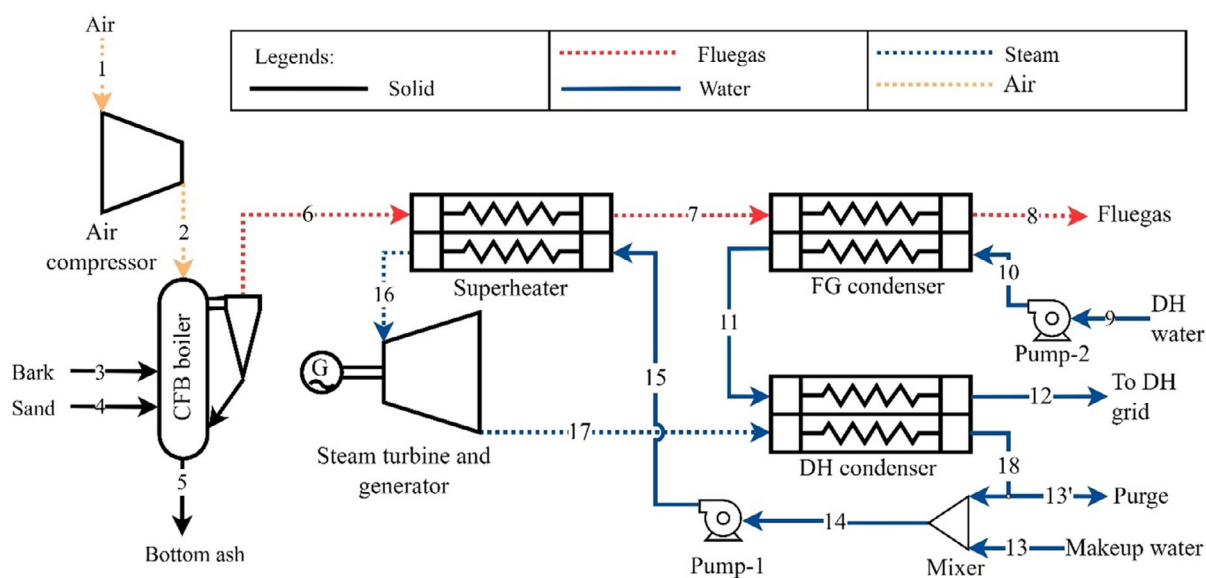 Air
Legends:
Solid
Fluegas
Water
Steam
Air
1
Air
compressor
2
6
7
8
Fluegas
Superheater
FG condenser
10
9
DH
water
Pump-2
16
11
15
CFB boiler
Bark
3
Sand
4
5
Bottom ash
G
Steam turbine and
generator
17
12
To DH
grid
DH condenser
18
13'
Purge
14
13
Makeup water
Pump-1
Mixer